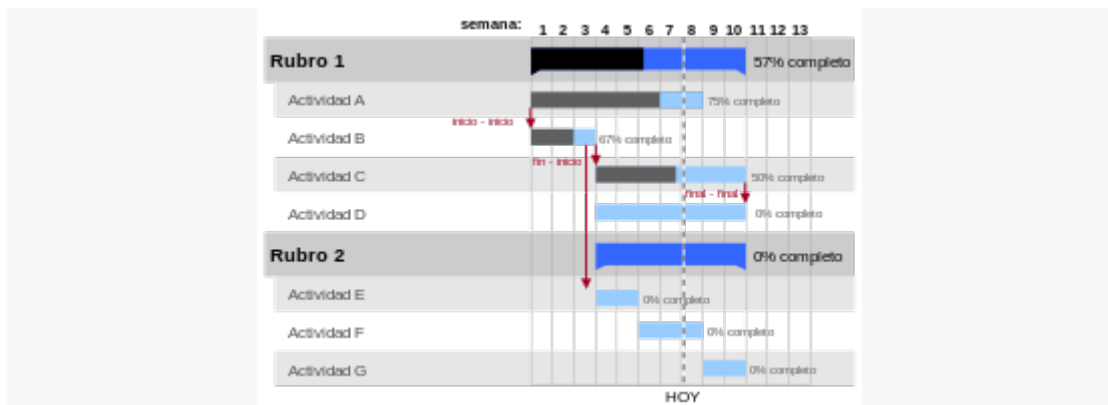 semana: 1 2 3 4 5 6 7 8 9 10 11 12 13
Rubro 1 57% completo
Actividad A 75% completo
inicio - inicio
Actividad B 67% completo
fin - inicio
Actividad C 50% completo
final - final
Actividad D 0% completo
Rubro 2 0% completo
Actividad E 0% completo
Actividad F 0% completo
Actividad G 0% completo
HOY